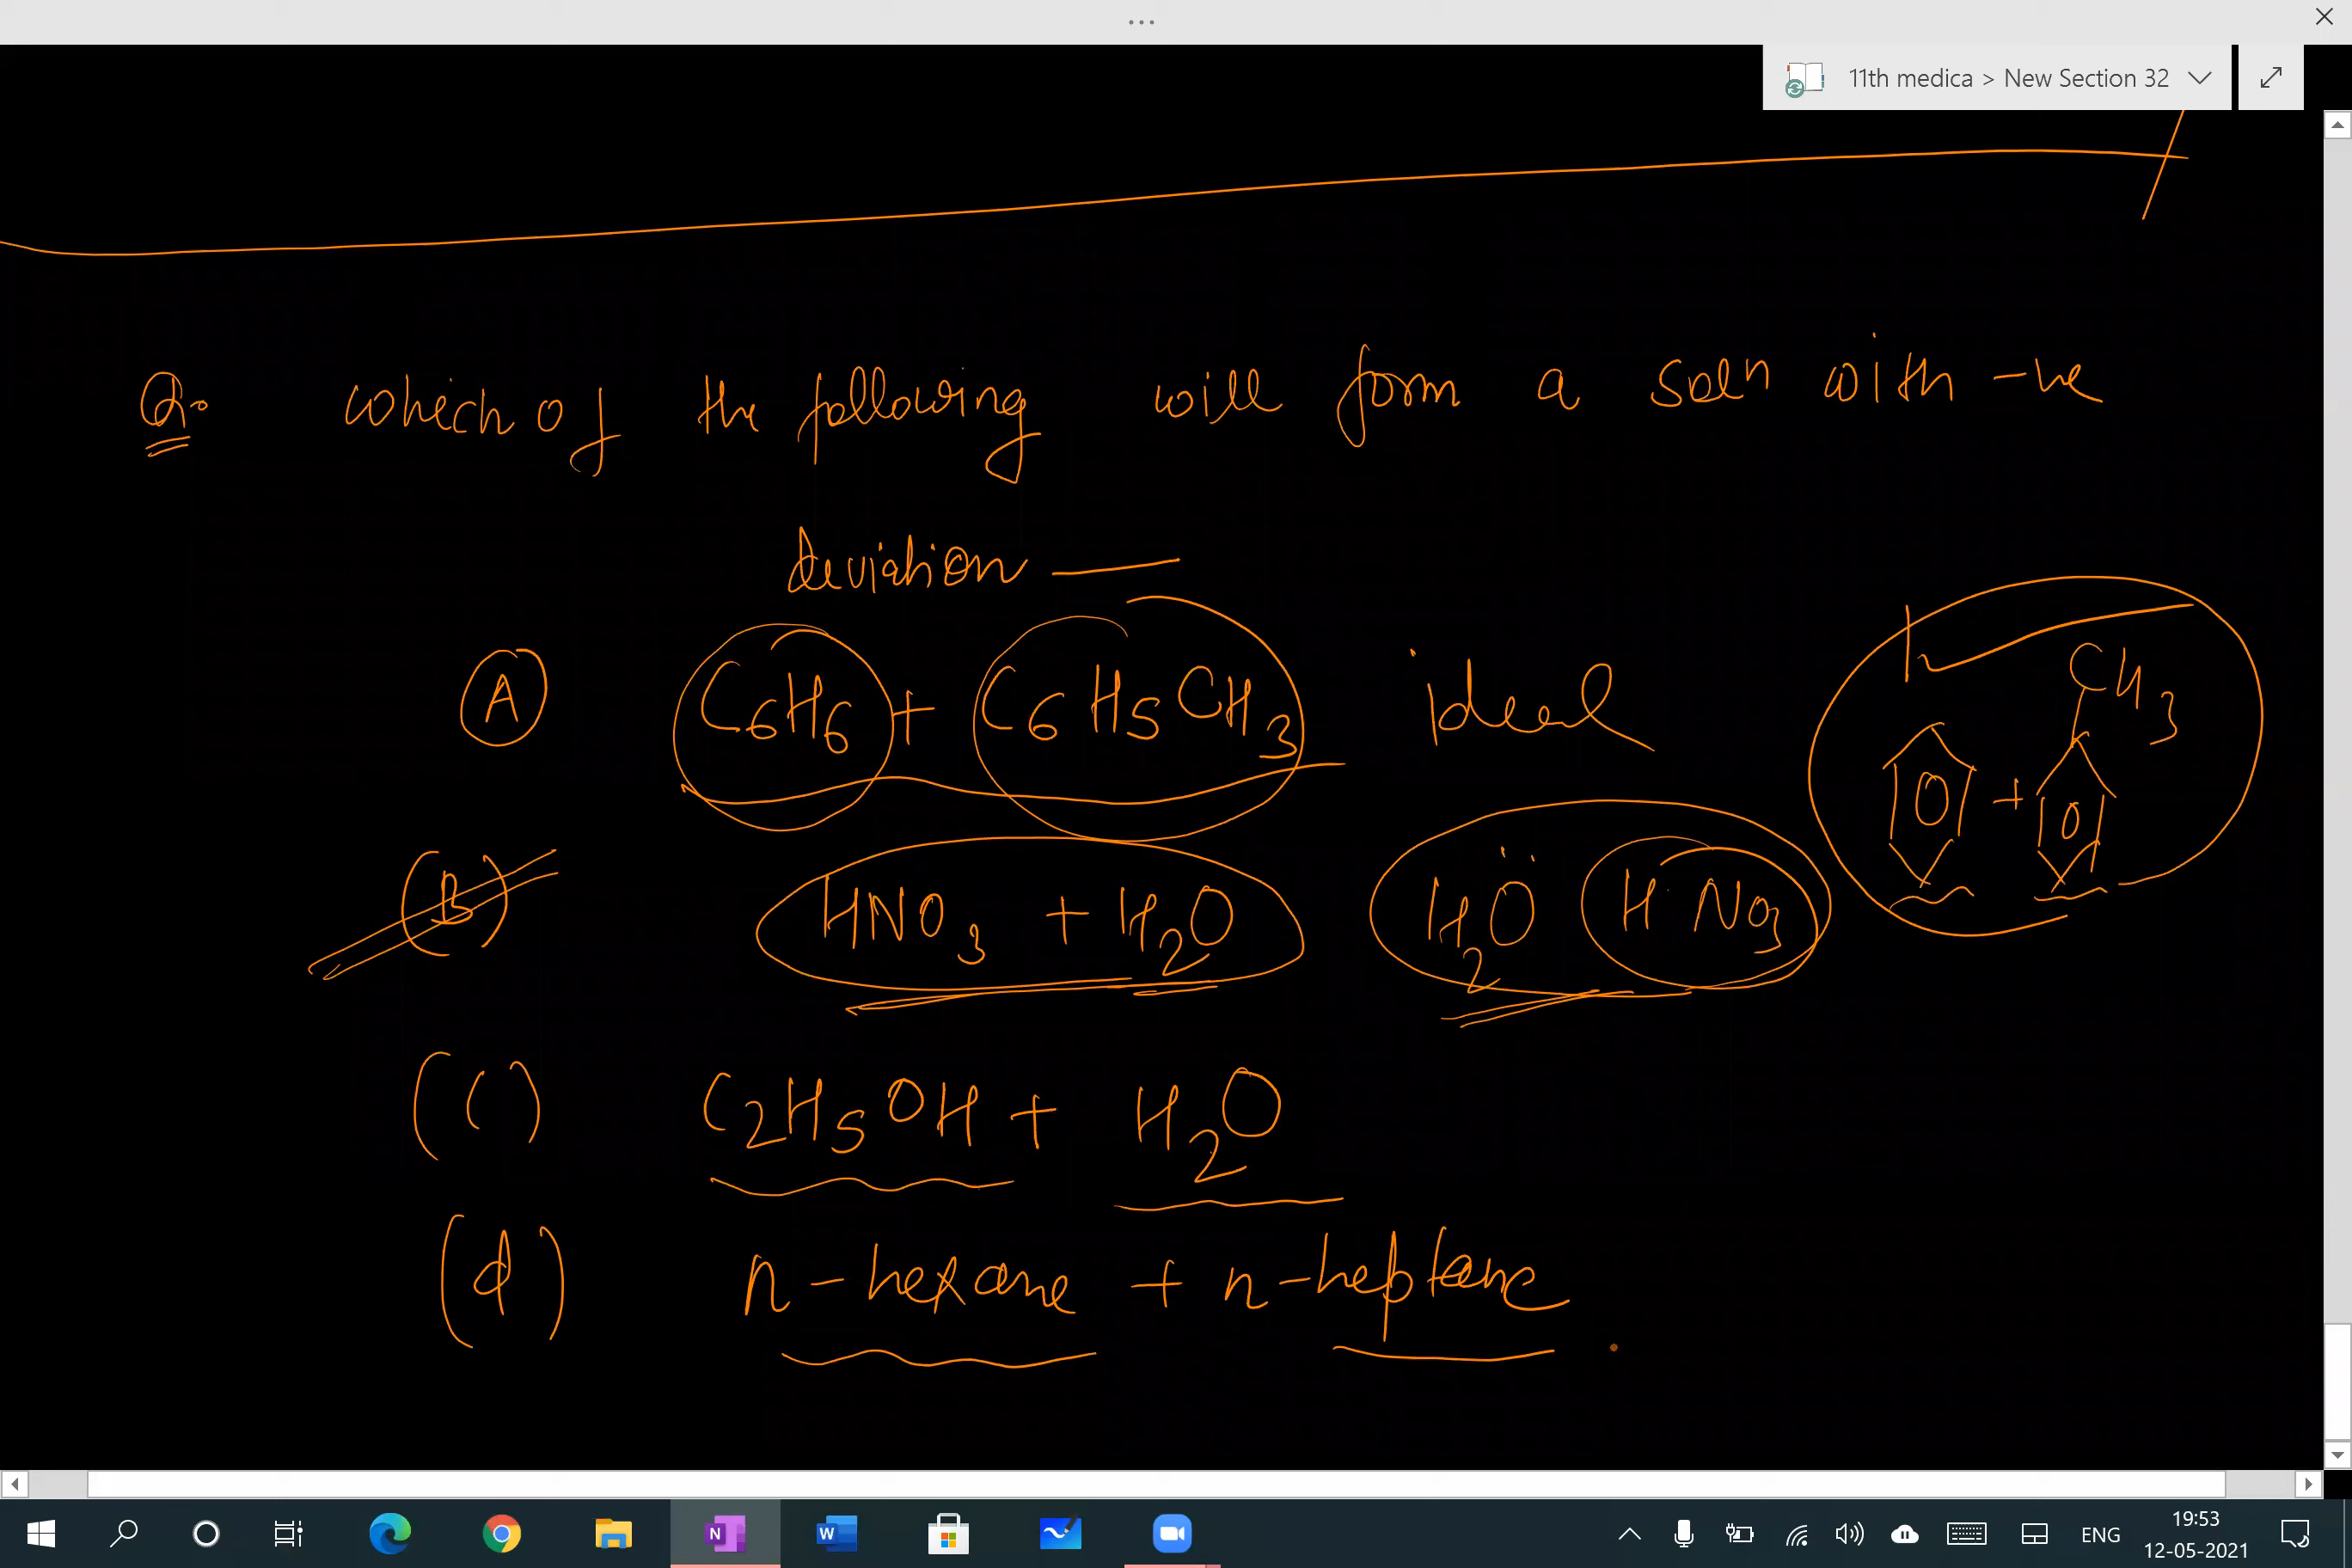 11th medica > New Section 32
Q. which of the following will form a soln with -ve
deviation —
(A) C6H6 + C6H5CH3 ideal
CH3
+
(B) HNO3 + H2O H2O HNO3
(C) C2H5OH + H2O
(d) n-hexane + n-heptane .
ENG
19:53
12-05-2021